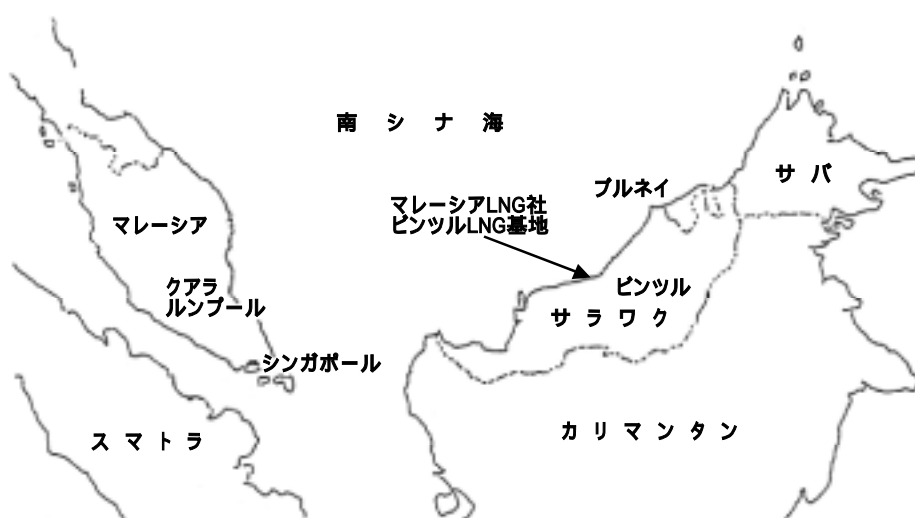 南シナ海
サバ
ブルネイ
マレーシアLNG社
ビンツルLNG基地
マレーシア
クアラ
ルンプール
ビンツル
サラワク
シンガポール
スマトラ
カリマンタン